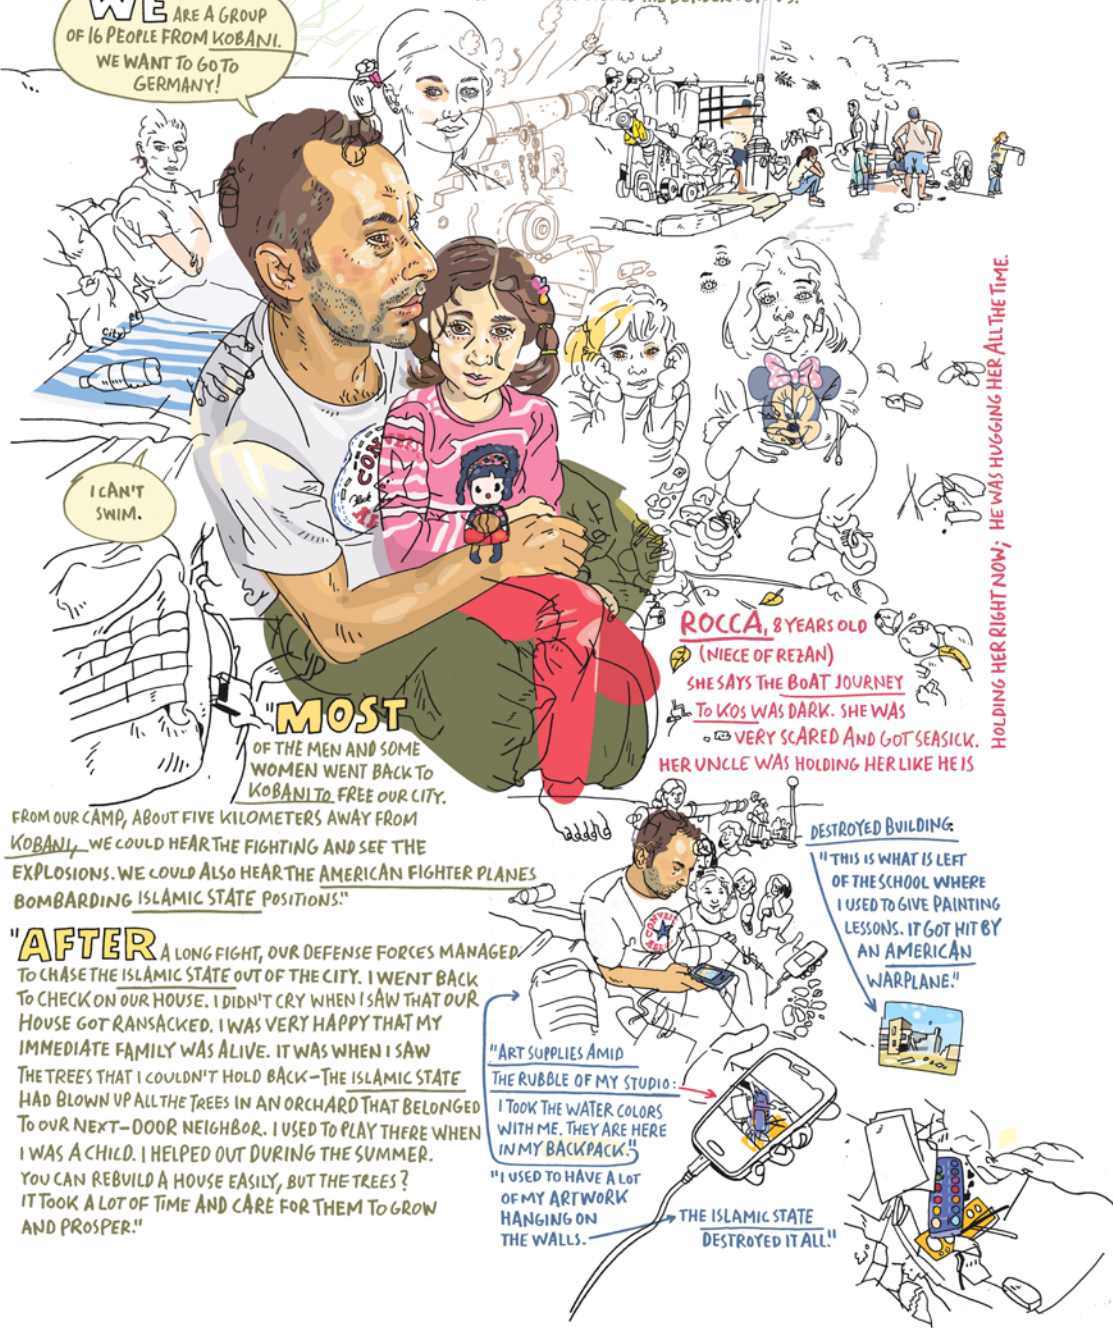 WE ARE A GROUP
OF 16 PEOPLE FROM KOBANI.
WE WANT TO GO TO
GERMANY!
City
I CAN'T
SWIM.
CONVERSE
ROCCA, 8 YEARS OLD
(NIECE OF REZAN)
SHE SAYS THE BOAT JOURNEY
TO KOS WAS DARK. SHE WAS
VERY SCARED AND GOT SEASICK.
HER UNCLE WAS HOLDING HER LIKE HE IS
HOLDING HER RIGHT NOW; HE WAS HUGGING HER ALL THE TIME.
"MOST
OF THE MEN AND SOME
WOMEN WENT BACK TO
KOBANI TO FREE OUR CITY.
FROM OUR CAMP, ABOUT FIVE KILOMETERS AWAY FROM
KOBANI, WE COULD HEAR THE FIGHTING AND SEE THE
EXPLOSIONS. WE COULD ALSO HEAR THE AMERICAN FIGHTER PLANES
BOMBARDING ISLAMIC STATE POSITIONS."
"AFTER A LONG FIGHT, OUR DEFENSE FORCES MANAGED
TO CHASE THE ISLAMIC STATE OUT OF THE CITY. I WENT BACK
TO CHECK ON OUR HOUSE. I DIDN'T CRY WHEN I SAW THAT OUR
HOUSE GOT RANSACKED. I WAS VERY HAPPY THAT MY
IMMEDIATE FAMILY WAS ALIVE. IT WAS WHEN I SAW
THE TREES THAT I COULDN'T HOLD BACK–THE ISLAMIC STATE
HAD BLOWN UP ALL THE TREES IN AN ORCHARD THAT BELONGED
TO OUR NEXT–DOOR NEIGHBOR. I USED TO PLAY THERE WHEN
I WAS A CHILD. I HELPED OUT DURING THE SUMMER.
YOU CAN REBUILD A HOUSE EASILY, BUT THE TREES?
IT TOOK A LOT OF TIME AND CARE FOR THEM TO GROW
AND PROSPER."
DESTROYED BUILDING:
"THIS IS WHAT IS LEFT
OF THE SCHOOL WHERE
I USED TO GIVE PAINTING
LESSONS. IT GOT HIT BY
AN AMERICAN
WARPLANE."
"ART SUPPLIES AMID
THE RUBBLE OF MY STUDIO:
I TOOK THE WATER COLORS
WITH ME. THEY ARE HERE
IN MY BACKPACK."
"I USED TO HAVE A LOT
OF MY ARTWORK
HANGING ON
THE WALLS.
THE ISLAMIC STATE
DESTROYED IT ALL."